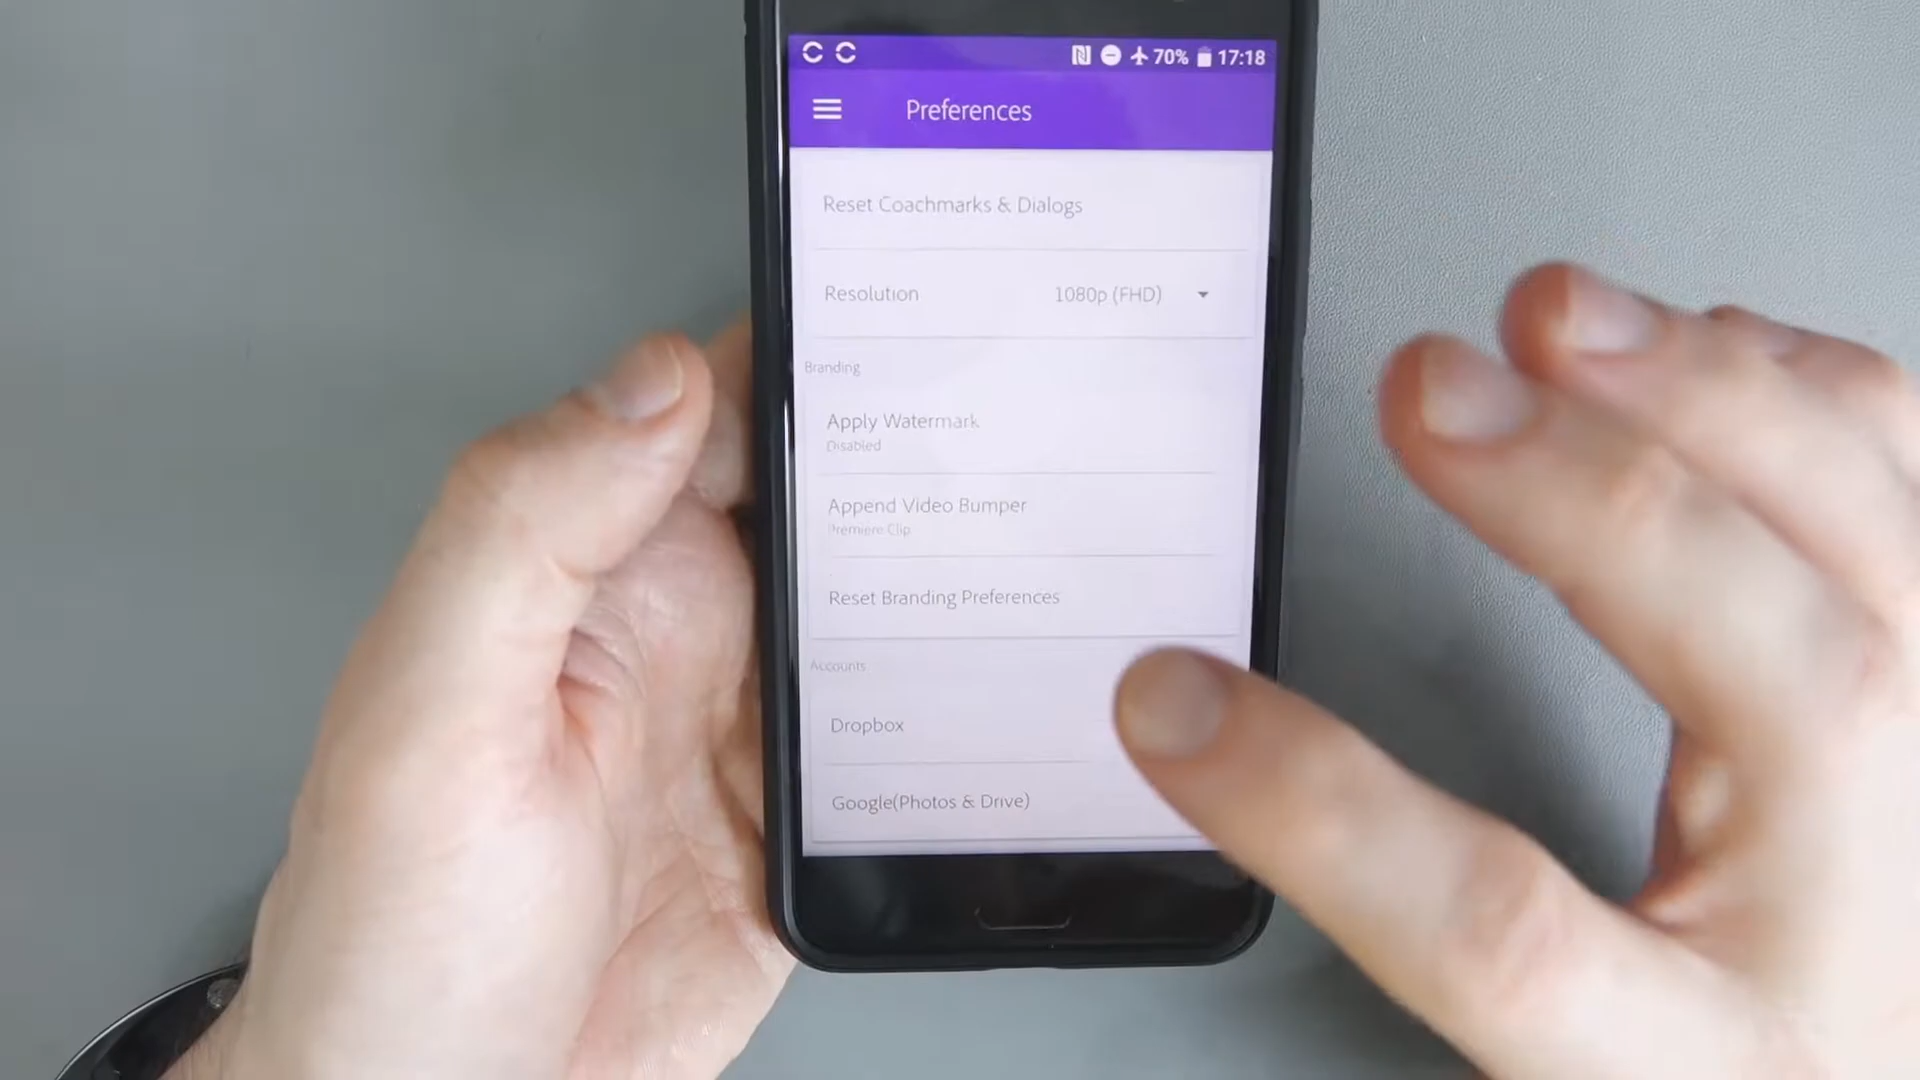 70% 17:18
Preferences
Reset Coachmarks & Dialogs
Resolution 1080p (FHD)
Branding
Apply Watermark
Disabled
Append Video Bumper
Premiere Clip
Reset Branding Preferences
Accounts
Dropbox
Google(Photos & Drive)